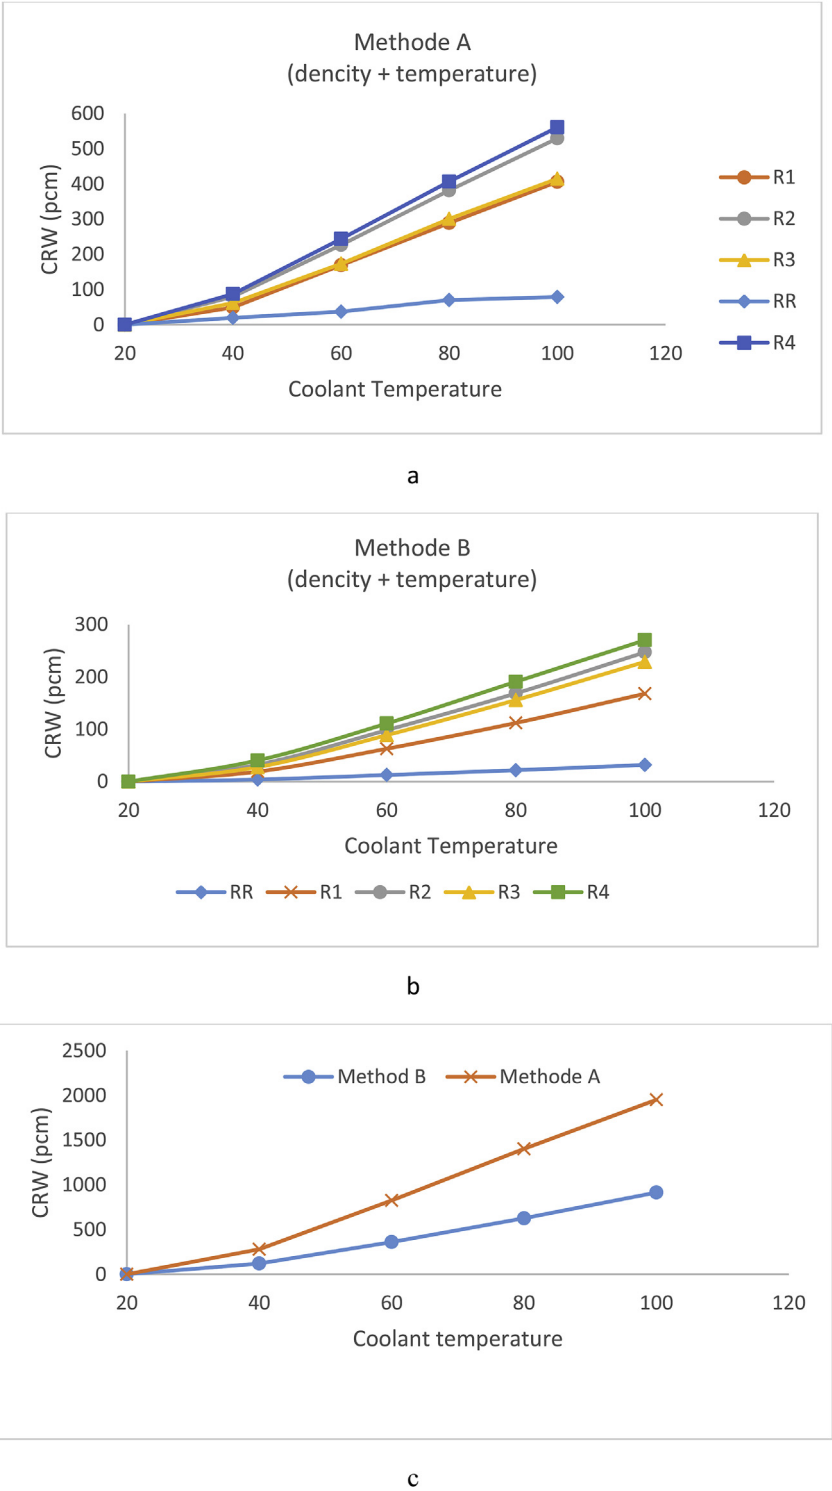 Methode A
(dencity + temperature)
600
500
400
300
200
100
0
CRW (pcm)
20 40 60 80 100 120
Coolant Temperature
R1
R2
R3
RR
R4
a
Methode B
(dencity + temperature)
300
200
100
0
CRW (pcm)
20 40 60 80 100 120
Coolant Temperature
RR R1 R2 R3 R4
b
2500
2000
1500
1000
500
0
CRW (pcm)
Method B Methode A
20 40 60 80 100 120
Coolant temperature
c